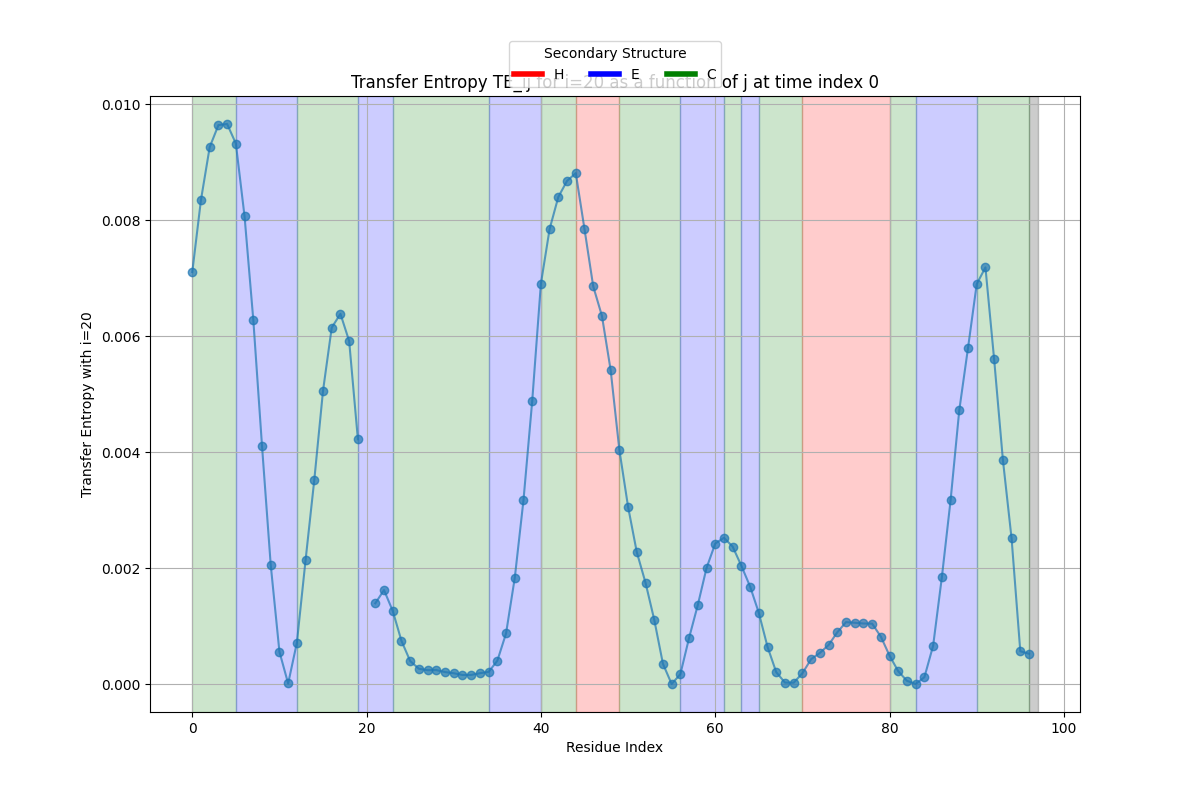 Secondary Structure
H E C
Transfer Entropy TE_ij for i=20 as a function of j at time index 0
0.010
0.008
0.006
0.004
0.002
0.000
Transfer Entropy with i=20
0 20 40 60 80 100
Residue Index